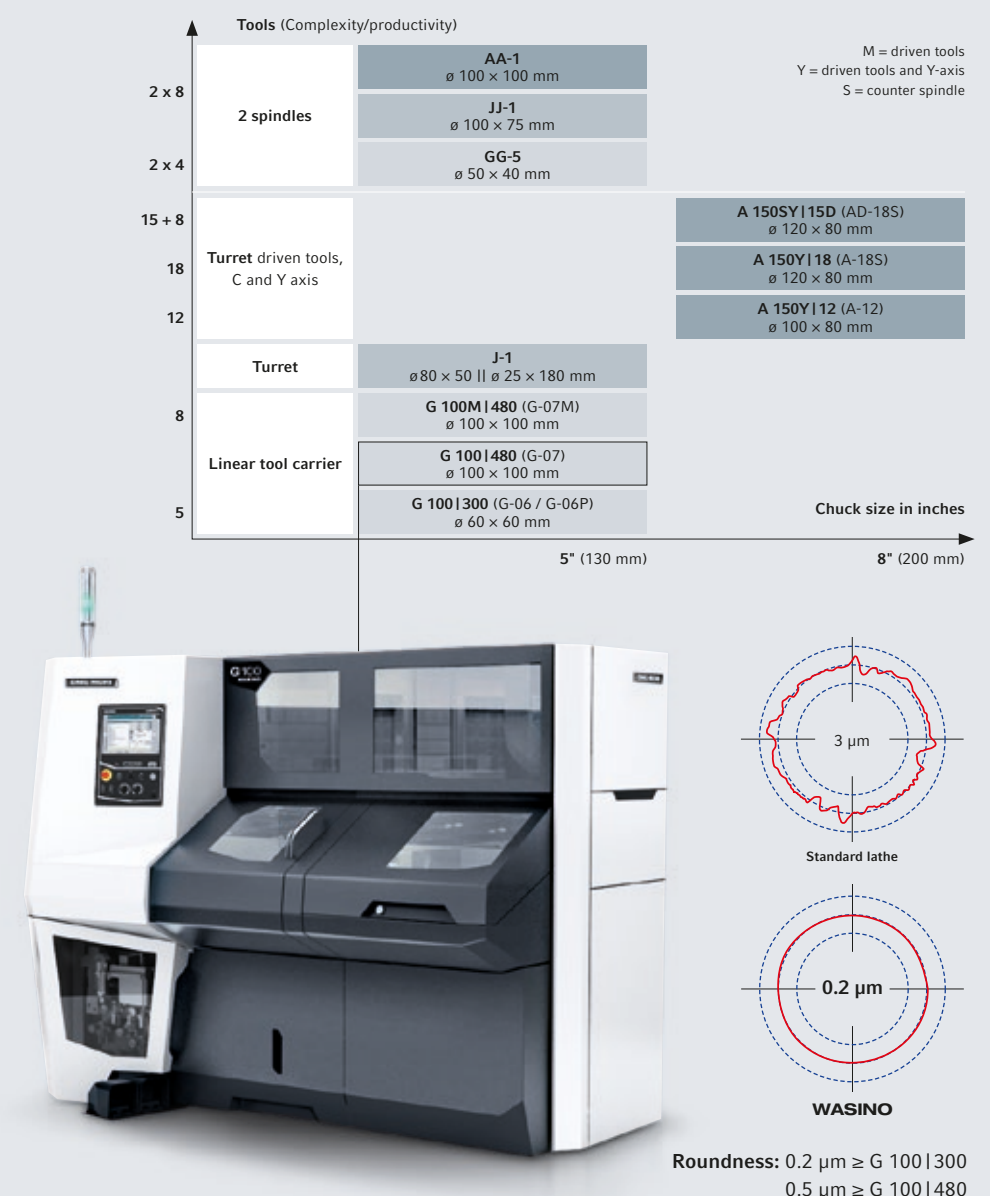 Tools (Complexity/productivity)
M = driven tools
Y = driven tools and Y-axis
S = counter spindle
2 x 8
2 x 4
2 spindles
AA-1
ø 100 × 100 mm
JJ-1
ø 100 × 75 mm
GG-5
ø 50 × 40 mm
15 + 8
18
12
Turret driven tools,
C and Y axis
A 150SY|15D (AD-18S)
ø 120 × 80 mm
A 150Y|18 (A-18S)
ø 120 × 80 mm
A 150Y|12 (A-12)
ø 100 × 80 mm
Turret
J-1
ø80 × 50 || ø 25 × 180 mm
8
5
Linear tool carrier
G 100M|480 (G-07M)
ø 100 × 100 mm
G 100|480 (G-07)
ø 100 × 100 mm
G 100|300 (G-06 / G-06P)
ø 60 × 60 mm
Chuck size in inches
5" (130 mm)
8" (200 mm)
G 100
3 µm
Standard lathe
0.2 µm
WASINO
Roundness: 0.2 µm ≥ G 100|300
0.5 µm ≥ G 100|480